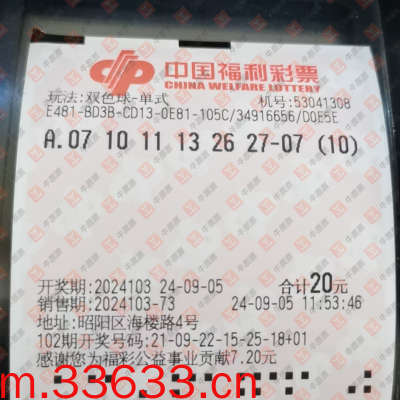 中国福利彩票
CHINA WELFARE LOTTERY
玩法:双色球-单式 机号:53041308
E481-8D3B-CD13-0E81-105C/34916656/D0E5E
A.07 10 11 13 26 27-07 (10)
开奖期:2024103 24-09-05 合计20元
销售期:2024103-73 24-09-05 11:53:46
地址:昭阳区海楼路4号
102期开奖号码:21-09-22-15-25-18+01
感谢您为福彩公益事业贡献7.20元
m.33633.cn